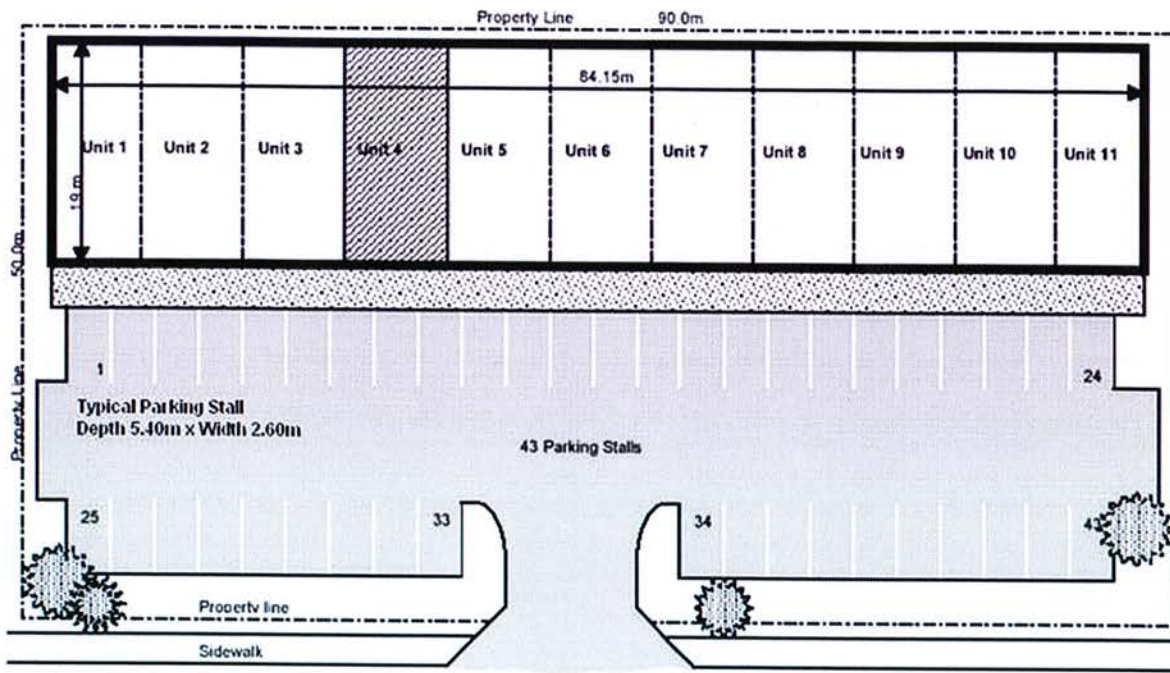 Property Line 90.0m
84.15m
Unit 1 Unit 2 Unit 3 Unit 4 Unit 5 Unit 6 Unit 7 Unit 8 Unit 9 Unit 10 Unit 11
19 m
50.0m
Property Line
1 24
Typical Parking Stall
Depth 5.40m x Width 2.60m
43 Parking Stalls
25 33 34 43
Property line
Sidewalk